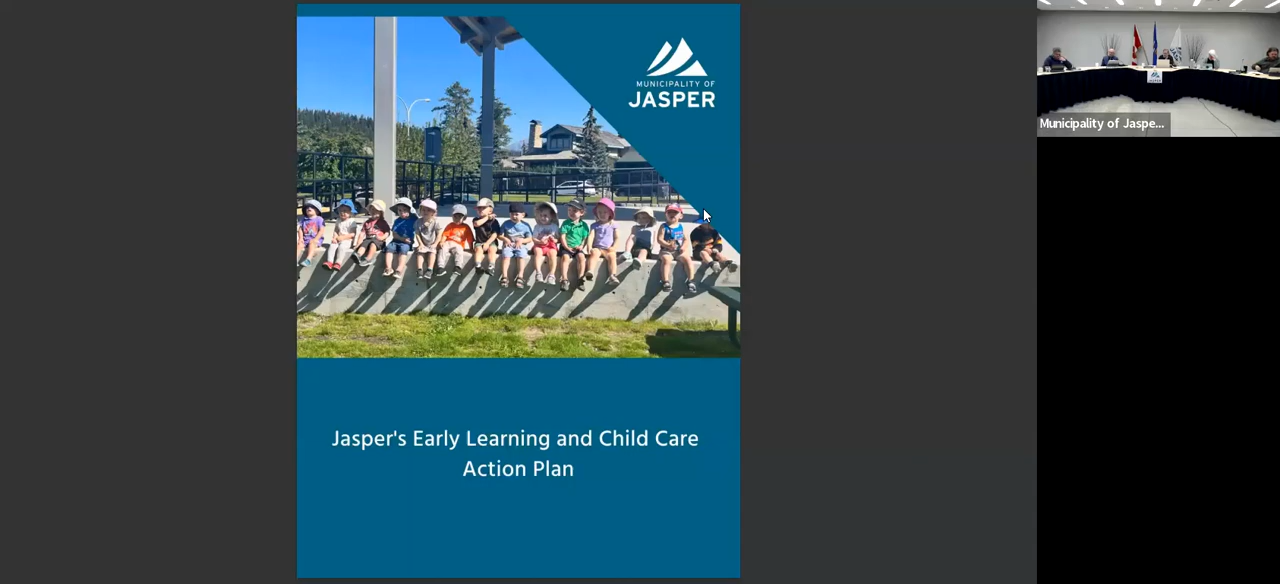 MUNICIPALITY OF
JASPER
Municipality of Jaspe...
Jasper's Early Learning and Child Care
Action Plan